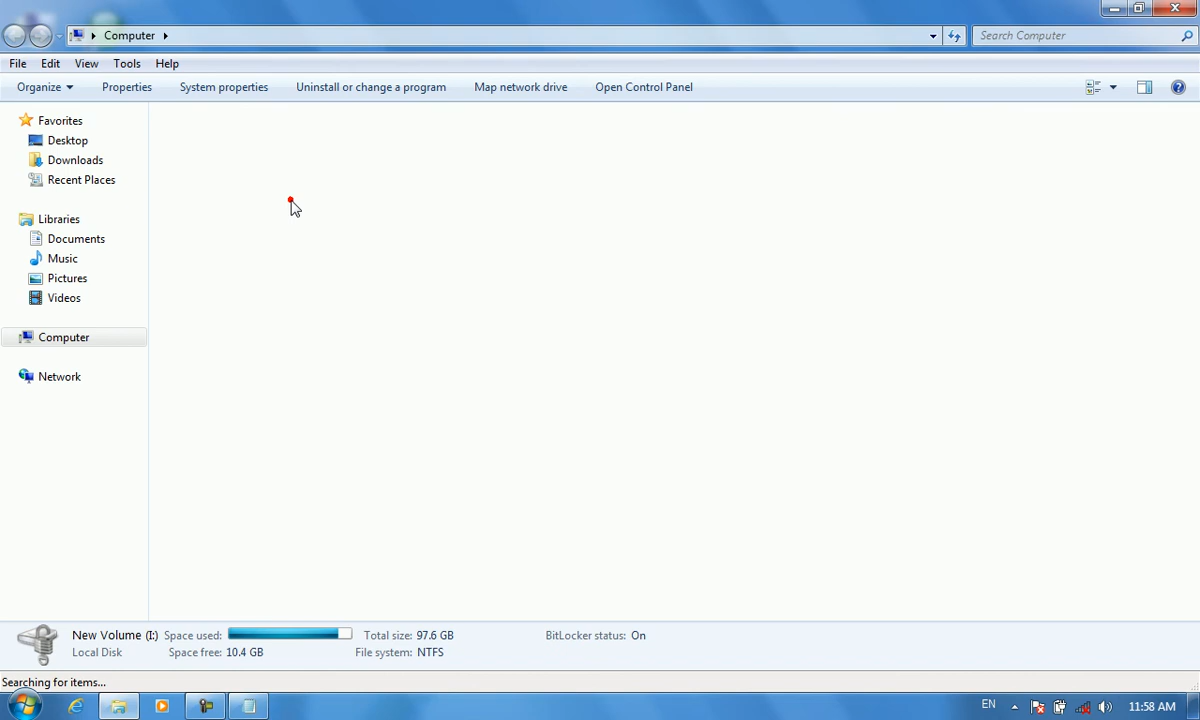 Computer
Search Computer
File Edit View Tools Help
Organize Properties System properties Uninstall or change a program Map network drive Open Control Panel
Favorites
Desktop
Downloads
Recent Places
Libraries
Documents
Music
Pictures
Videos
Computer
Network
New Volume (I:) Space used: Total size: 97.6 GB BitLocker status: On
Local Disk Space free: 10.4 GB File system: NTFS
Searching for items...
EN 11:58 AM